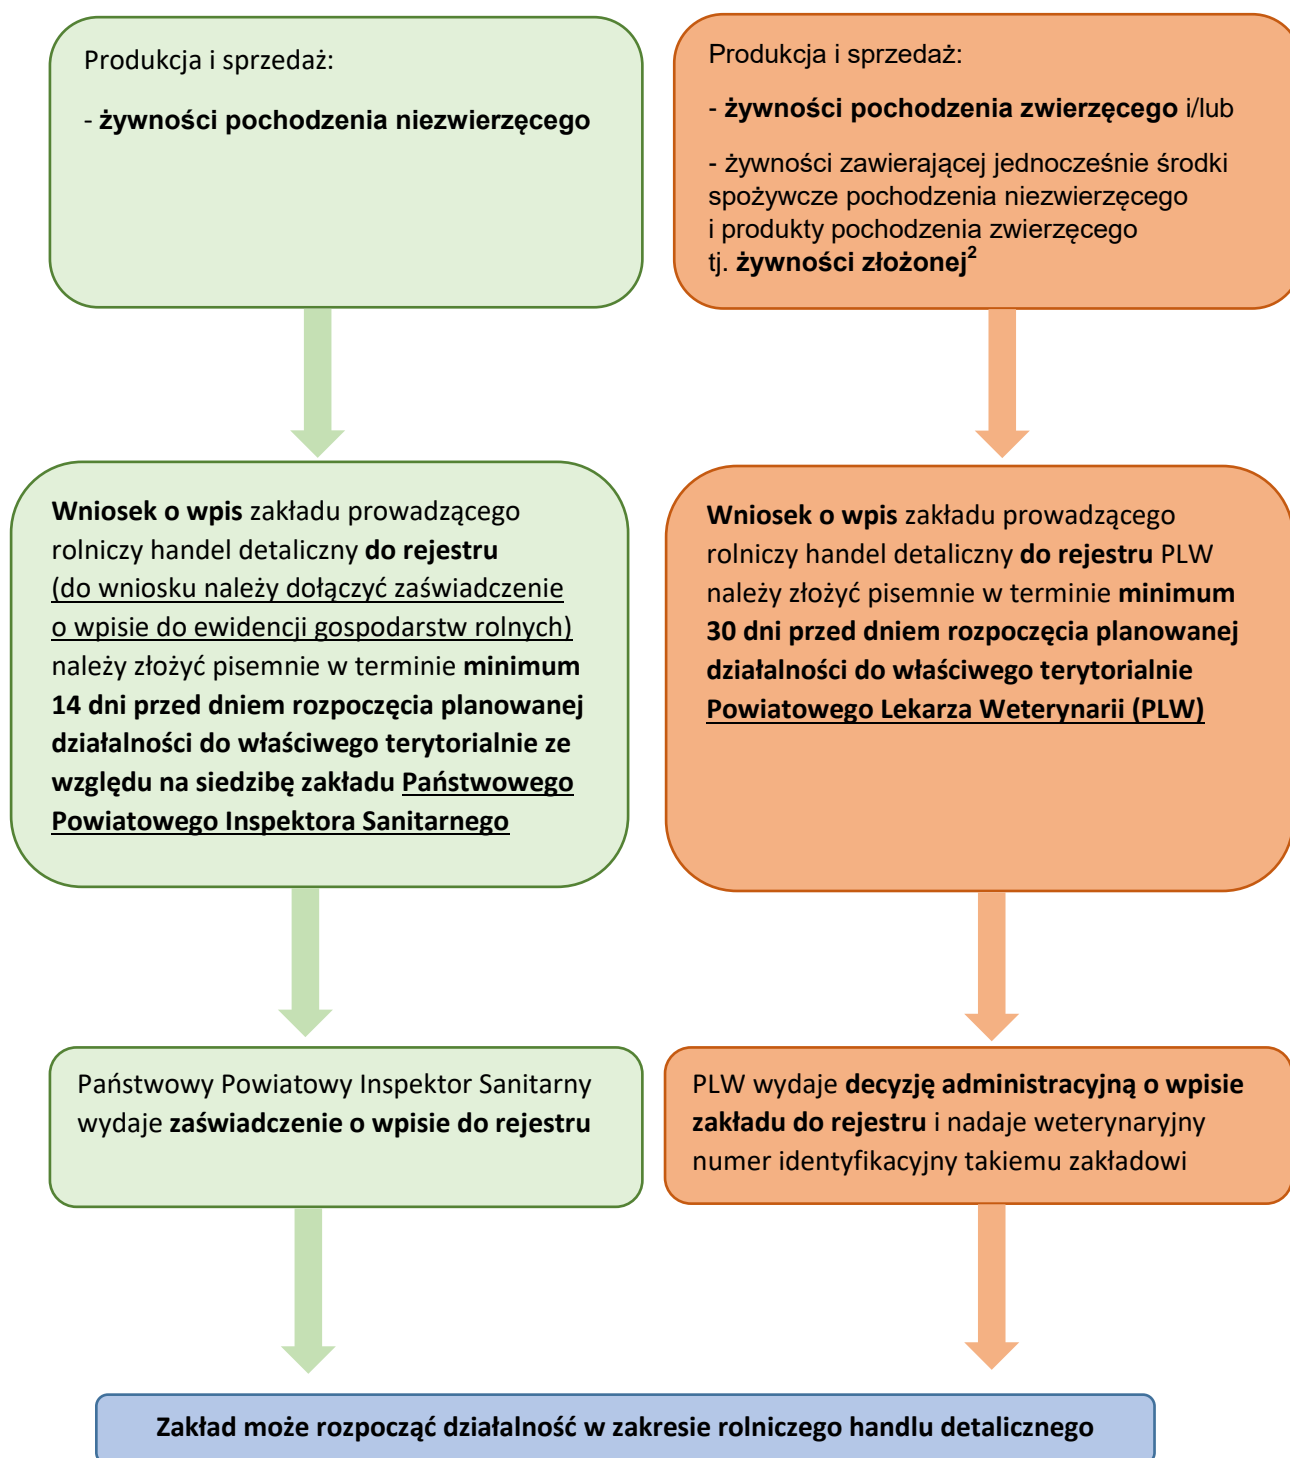 Produkcja i sprzedaż:
- żywności pochodzenia niezwierzęcego
Produkcja i sprzedaż:
- żywności pochodzenia zwierzęcego i/lub
- żywności zawierającej jednocześnie środki
spożywcze pochodzenia niezwierzęcego
i produkty pochodzenia zwierzęcego
tj. żywności złożonej²
Wniosek o wpis zakładu prowadzącego
rolniczy handel detaliczny do rejestru
(do wniosku należy dołączyć zaświadczenie
o wpisie do ewidencji gospodarstw rolnych)
należy złożyć pisemnie w terminie minimum
14 dni przed dniem rozpoczęcia planowanej
działalności do właściwego terytorialnie ze
względu na siedzibę zakładu Państwowego
Powiatowego Inspektora Sanitarnego
Wniosek o wpis zakładu prowadzącego
rolniczy handel detaliczny do rejestru PLW
należy złożyć pisemnie w terminie minimum
30 dni przed dniem rozpoczęcia planowanej
działalności do właściwego terytorialnie
Powiatowego Lekarza Weterynarii (PLW)
Państwowy Powiatowy Inspektor Sanitarny
wydaje zaświadczenie o wpisie do rejestru
PLW wydaje decyzję administracyjną o wpisie
zakładu do rejestru i nadaje weterynaryjny
numer identyfikacyjny takiemu zakładowi
Zakład może rozpocząć działalność w zakresie rolniczego handlu detalicznego